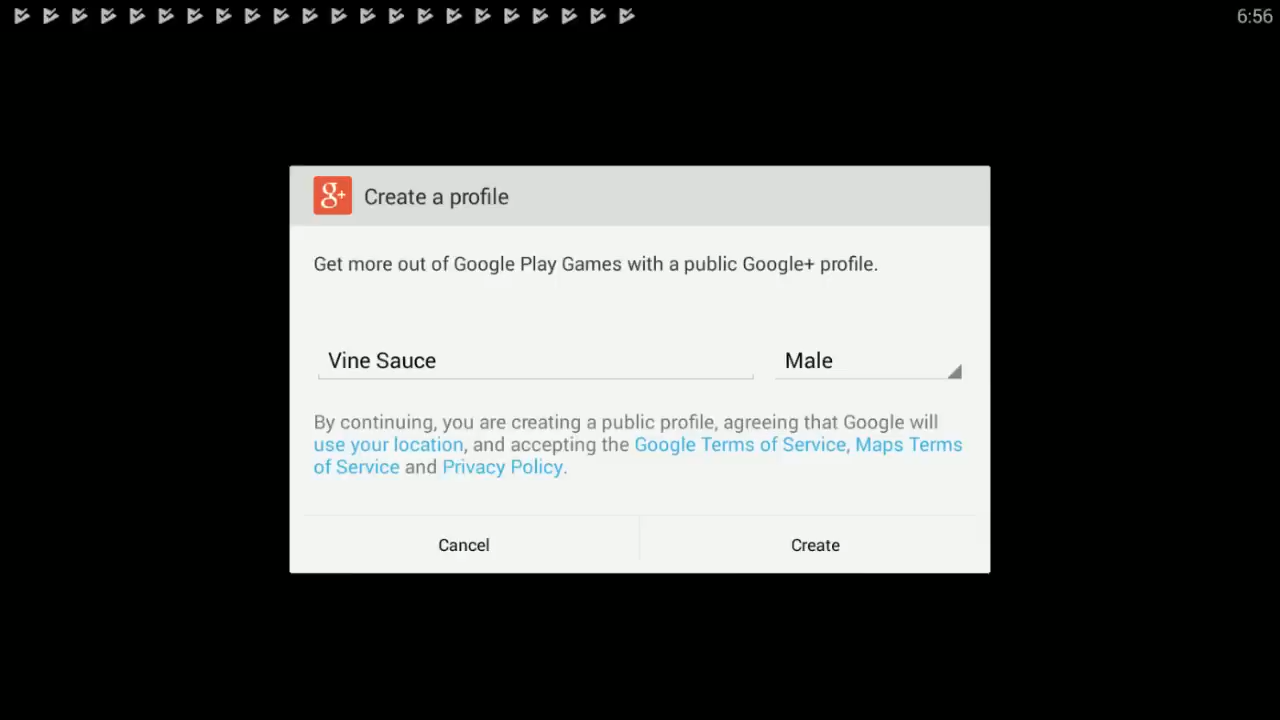 6:56
g+ Create a profile
Get more out of Google Play Games with a public Google+ profile.
Vine Sauce Male
By continuing, you are creating a public profile, agreeing that Google will
use your location, and accepting the Google Terms of Service, Maps Terms
of Service and Privacy Policy.
Cancel Create